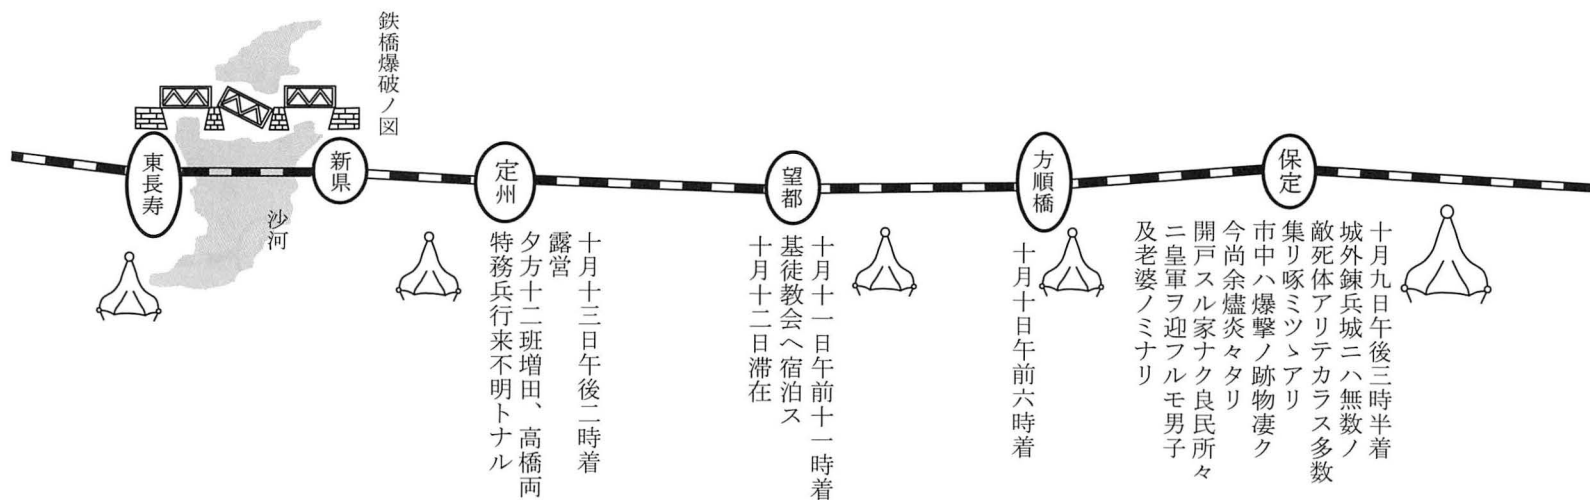 保定
十月九日午後三時半着
城外錬兵城ニハ無数ノ
敵死体アリテカラス多数
集リ啄ミツヽアリ
市中ハ爆撃ノ跡物凄ク
今尚余燼炎々タリ
開戸スル家ナク良民所々
ニ皇軍ヲ迎フルモ男子
及老婆ノミナリ
方順橋
十月十日午前六時着
望都
十月十一日午前十一時着
基徒教会へ宿泊ス
十月十二日滞在
定州
十月十三日午後二時着
露営
夕方十二班増田、高橋両
特務兵行来不明トナル
新県
鉄橋爆破ノ図
沙河
東長寿